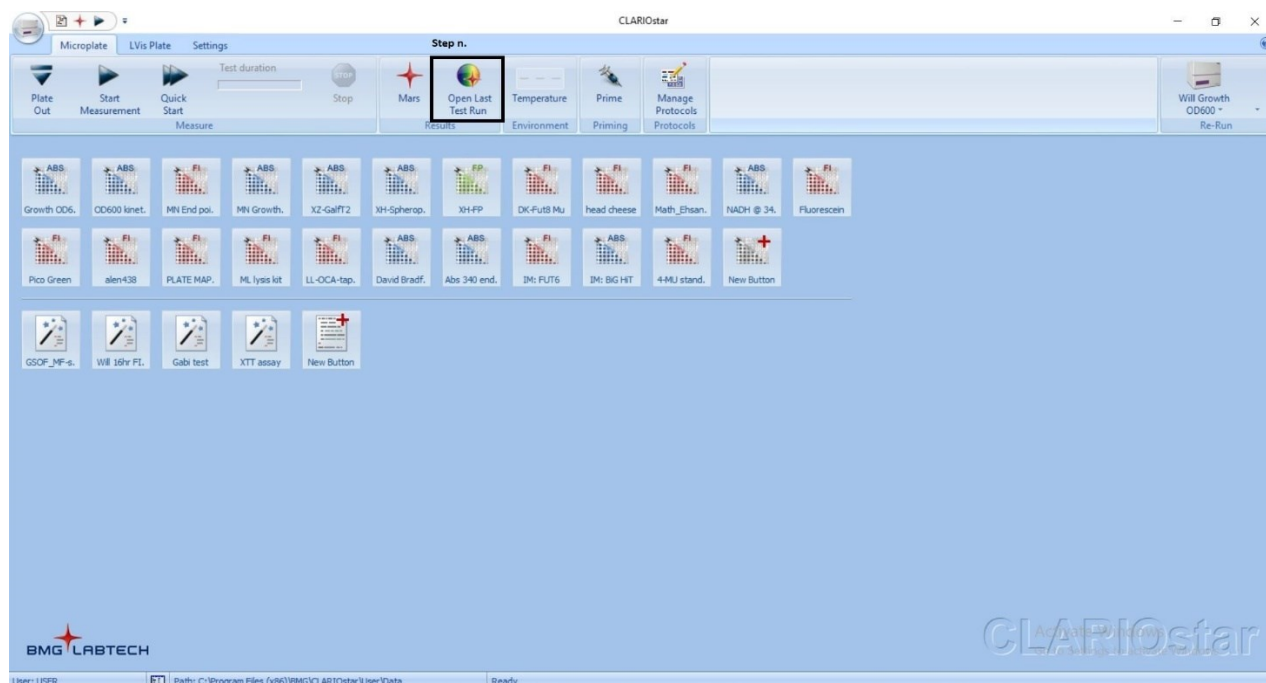 CLARIOstar
Microplate LVis Plate Settings
Step n.
Plate Out
Start Measurement
Quick Start
Test duration
STOP
Stop
Measure
Mars
Open Last Test Run
Results
Temperature
Environment
Prime
Priming
Manage Protocols
Protocols
Will Growth OD600
Re-Run
ABS ABS FI ABS ABS ABS FP FI FI FI ABS FI
Growth OD6. OD600 kinet. MN End poi. MN Growth. XZ-GalfT2 XH-Spherop. XH-FP DK-Fut8 Mu head cheese Math_Ehsan. NADH @ 34. Fluorescein
FI FI FI FI FI ABS ABS FI ABS FI
Pico Green alen438 PLATE MAP. ML lysis kit LL-OCA-tap. David Bradf. Abs 340 end. IM: FUT6 IM: BiG HiT 4-MU stand. New Button
GSOF_MF-s. Will 16hr FI. Gabi test XTT assay New Button
BMG LABTECH
CLARIOstar
Activate Windows
User: USER Path: C:\Program Files (x86)\BMG\CLARIOstar\User\Data Ready